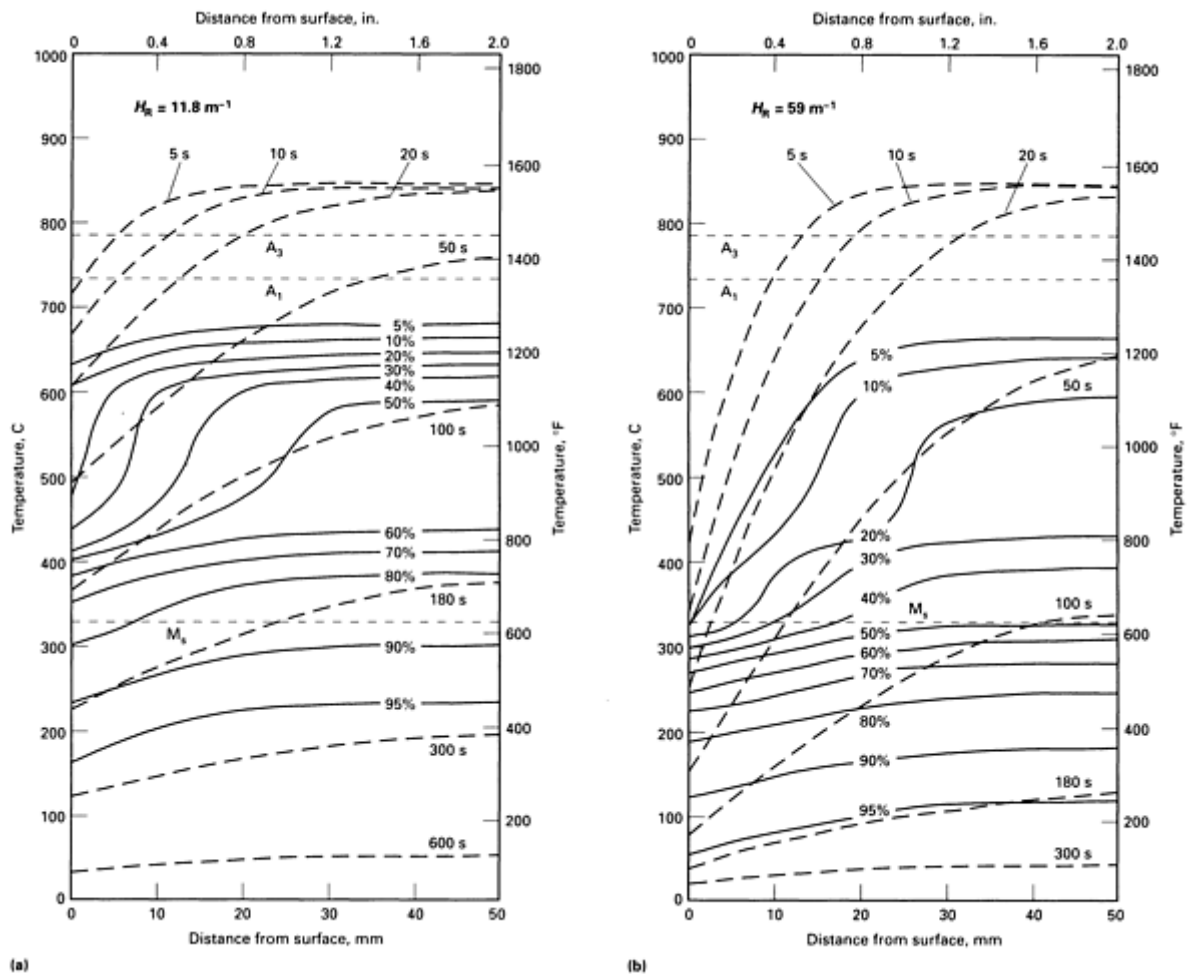 Distance from surface, in.
0 0.4 0.8 1.2 1.6 2.0
1000
900
800
700
600
500
400
300
200
100
0
Temperature, C
1800
1600
1400
1200
1000
800
600
400
200
Temperature, °F
H_R = 11.8 m⁻¹
5 s
10 s
20 s
A₃
50 s
A₁
5%
10%
20%
30%
40%
50%
100 s
60%
70%
80%
180 s
Mₛ
90%
95%
300 s
600 s
0 10 20 30 40 50
Distance from surface, mm
(a)
Distance from surface, in.
0 0.4 0.8 1.2 1.6 2.0
1000
900
800
700
600
500
400
300
200
100
0
Temperature, C
1800
1600
1400
1200
1000
800
600
400
200
Temperature, °F
H_R = 59 m⁻¹
5 s
10 s
20 s
A₃
A₁
5%
10%
50 s
20%
30%
40%
Mₛ
100 s
50%
60%
70%
80%
90%
180 s
95%
300 s
0 10 20 30 40 50
Distance from surface, mm
(b)